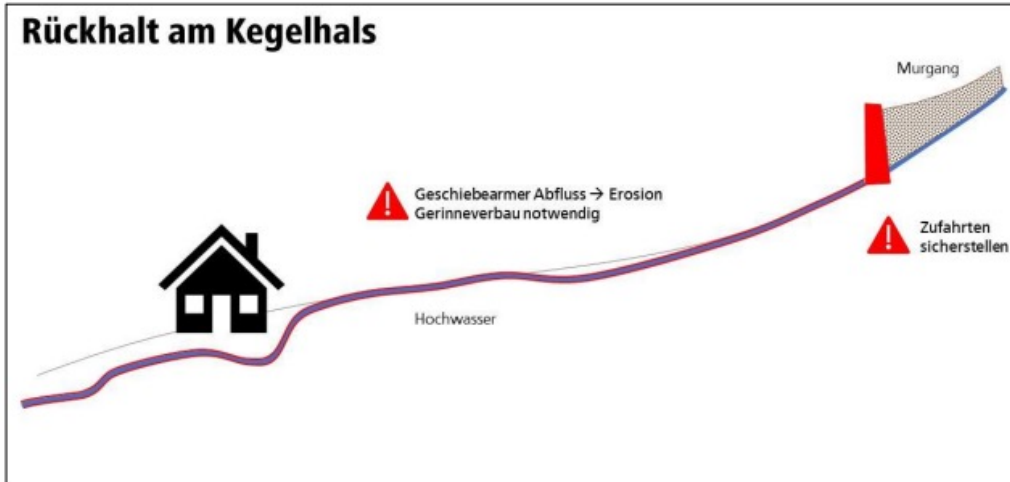 Rückhalt am Kegelhals
Murgang
Geschiebearmer Abfluss → Erosion
Gerinneverbau notwendig
Zufahrten
sicherstellen
Hochwasser